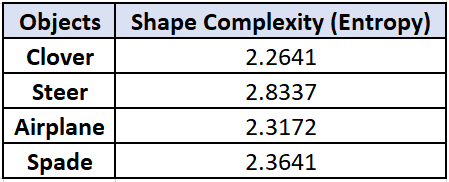 Objects Shape Complexity (Entropy)
Clover 2.2641
Steer 2.8337
Airplane 2.3172
Spade 2.3641